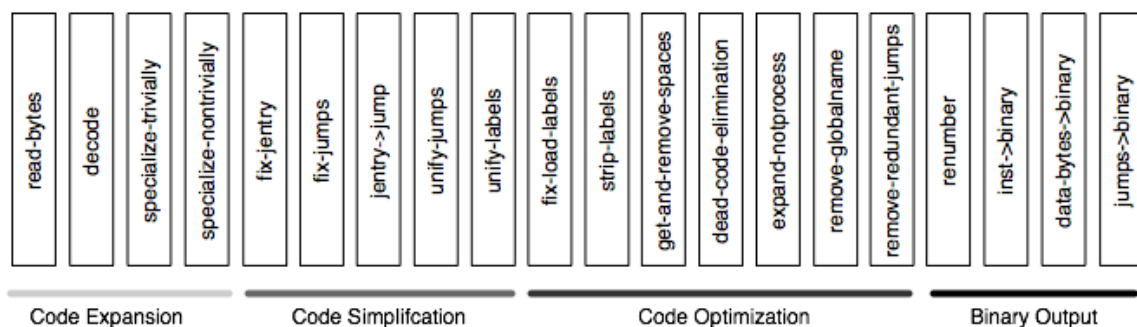 read-bytes
decode
specialize-trivially
specialize-nontrivially
fix-jentry
fix-jumps
jentry->jump
unify-jumps
unify-labels
fix-load-labels
strip-labels
get-and-remove-spaces
dead-code-elimination
expand-notprocess
remove-globalname
remove-redundant-jumps
renumber
inst->binary
data-bytes->binary
jumps->binary
Code Expansion
Code Simplifcation
Code Optimization
Binary Output